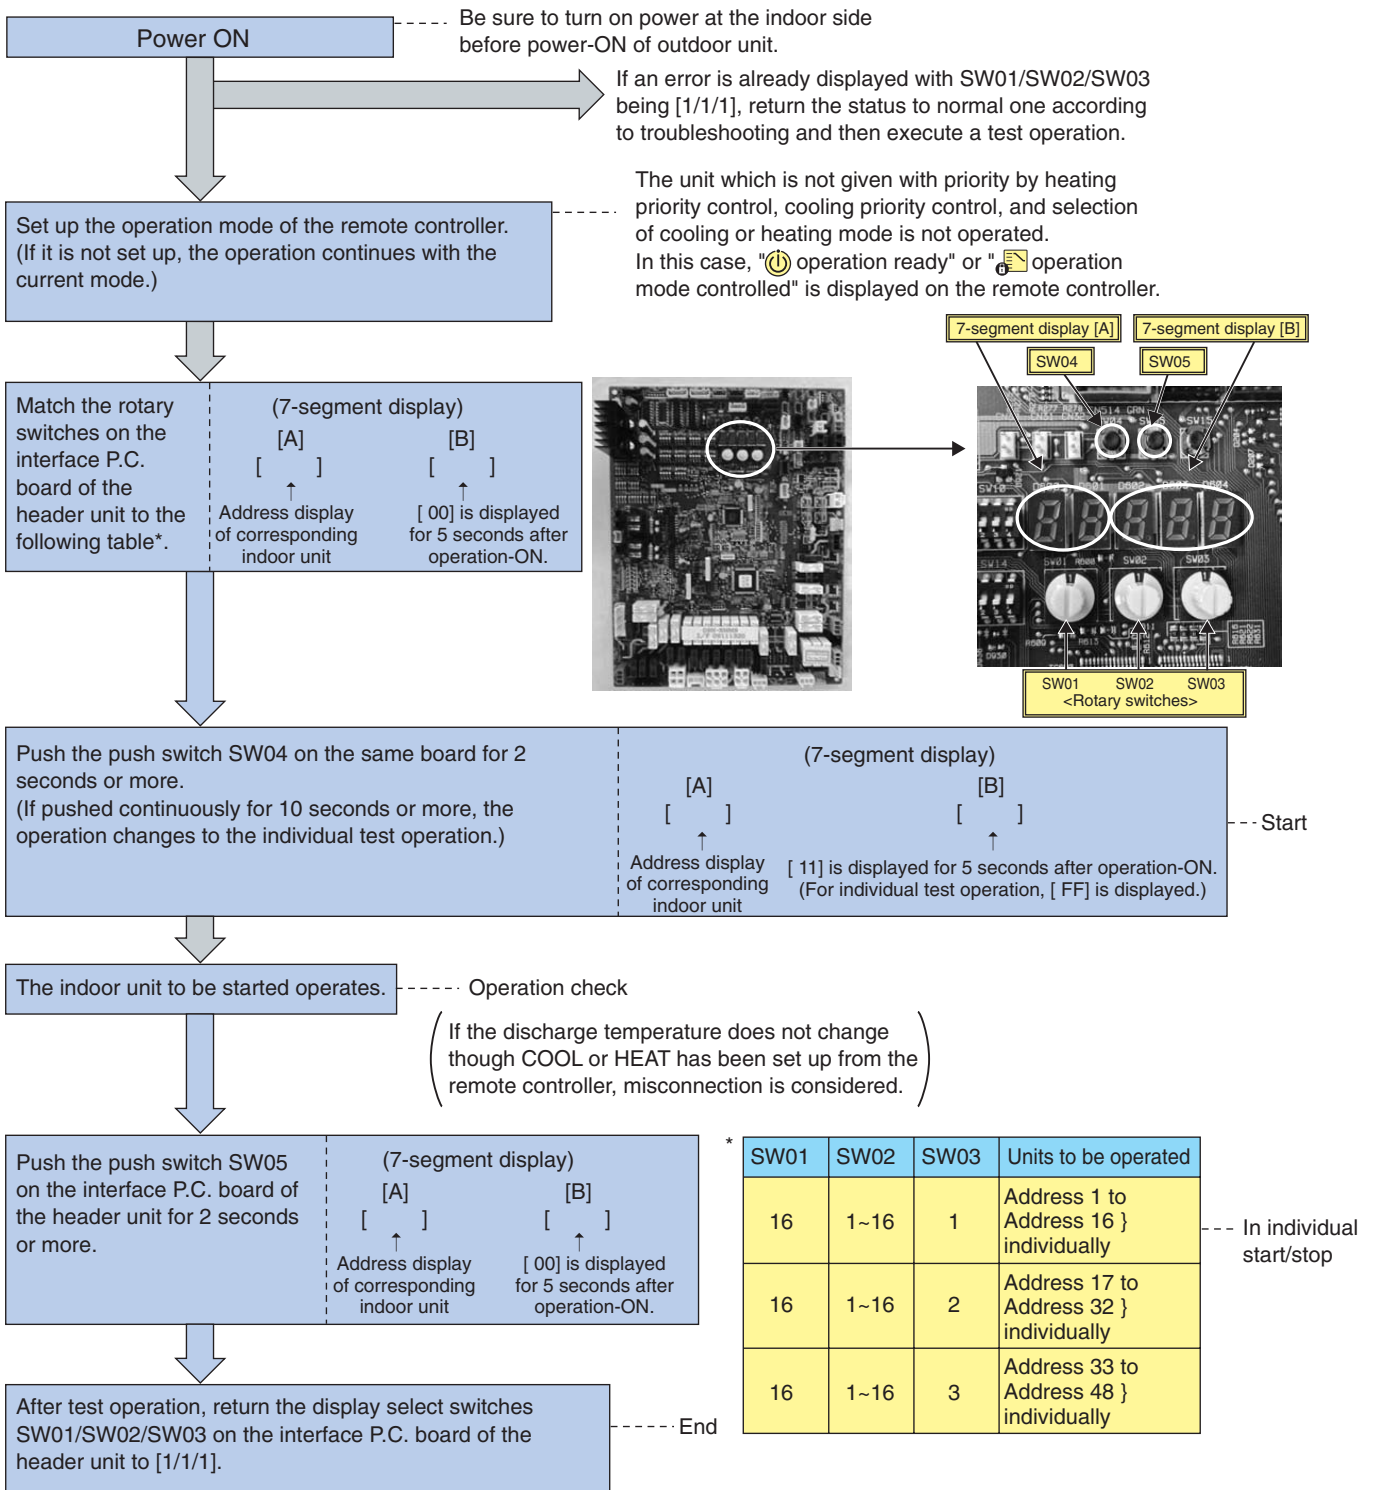 Power ON
Be sure to turn on power at the indoor side
before power-ON of outdoor unit.
If an error is already displayed with SW01/SW02/SW03
being [1/1/1], return the status to normal one according
to troubleshooting and then execute a test operation.
Set up the operation mode of the remote controller.
(If it is not set up, the operation continues with the
current mode.)
The unit which is not given with priority by heating
priority control, cooling priority control, and selection
of cooling or heating mode is not operated.
In this case, " operation ready" or " operation
mode controlled" is displayed on the remote controller.
Match the rotary
switches on the
interface P.C.
board of the
header unit to the
following table*.
(7-segment display)
[A] [B]
[ ] [ ]
↑ ↑
Address display
of corresponding
indoor unit
[ 00] is displayed
for 5 seconds after
operation-ON.
7-segment display [A] 7-segment display [B]
SW04 SW05
SW15
D601 D602 D603 D604
SW10
SW14
SW01 SW02 SW03
SW01 SW02 SW03
<Rotary switches>
Push the push switch SW04 on the same board for 2
seconds or more.
(If pushed continuously for 10 seconds or more, the
operation changes to the individual test operation.)
(7-segment display)
[A] [B]
[ ] [ ]
↑ ↑
Address display
of corresponding
indoor unit
[ 11] is displayed for 5 seconds after operation-ON.
(For individual test operation, [ FF] is displayed.)
Start
The indoor unit to be started operates.
Operation check
If the discharge temperature does not change
though COOL or HEAT has been set up from the
remote controller, misconnection is considered.
Push the push switch SW05
on the interface P.C. board of
the header unit for 2 seconds
or more.
(7-segment display)
[A] [B]
[ ] [ ]
↑ ↑
Address display
of corresponding
indoor unit
[ 00] is displayed
for 5 seconds after
operation-ON.
*
SW01 SW02 SW03 Units to be operated
16 1~16 1 Address 1 to
Address 16 }
individually
16 1~16 2 Address 17 to
Address 32 }
individually
16 1~16 3 Address 33 to
Address 48 }
individually
In individual
start/stop
After test operation, return the display select switches
SW01/SW02/SW03 on the interface P.C. board of the
header unit to [1/1/1].
End